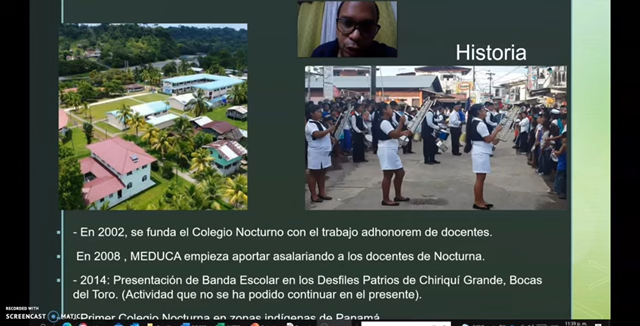 Historia
- En 2002, se funda el Colegio Nocturno con el trabajo adhonorem de docentes.
En 2008 , MEDUCA empieza aportar asalariando a los docentes de Nocturna.
- 2014: Presentación de Banda Escolar en los Desfiles Patrios de Chiriquí Grande, Bocas
del Toro. (Actividad que no se ha podido continuar en el presente).
Primer Colegio Nocturna en zonas indígenas de Panamá
RECORDED WITH
SCREENCAST MATIC